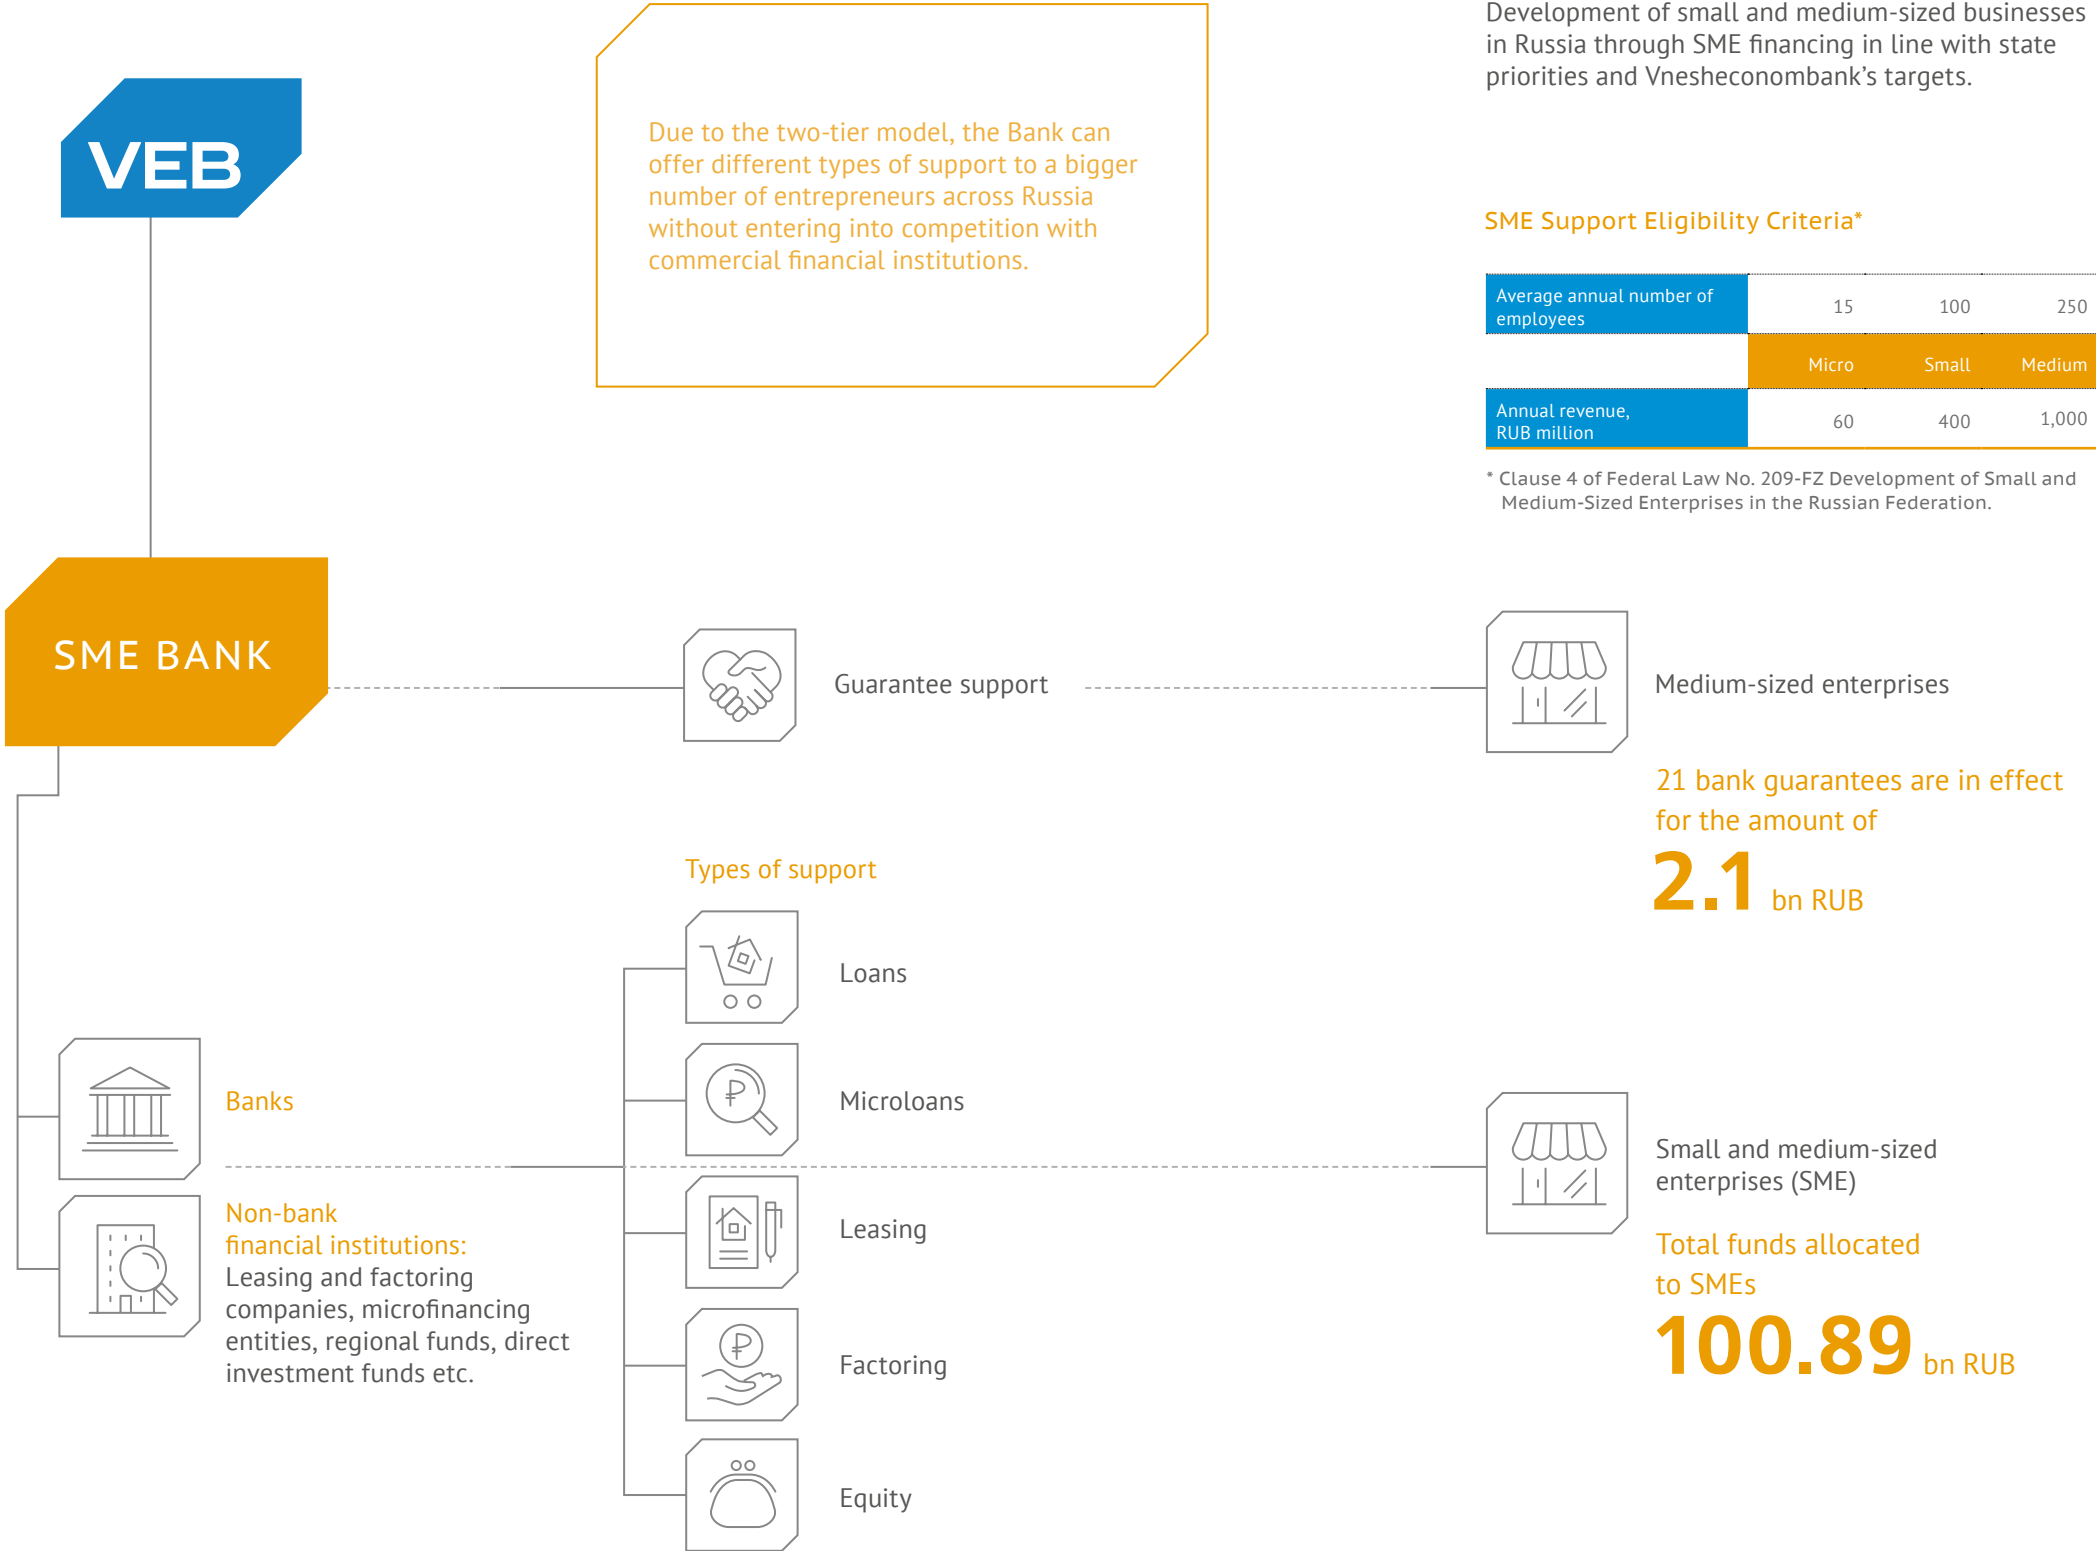 VEB
Due to the two-tier model, the Bank can
offer different types of support to a bigger
number of entrepreneurs across Russia
without entering into competition with
commercial financial institutions.
Development of small and medium-sized businesses
in Russia through SME financing in line with state
priorities and Vnesheconombank’s targets.
SME Support Eligibility Criteria*
Average annual number of
employees
15 100 250
Micro Small Medium
Annual revenue,
RUB million
60 400 1,000
* Clause 4 of Federal Law No. 209-FZ Development of Small and
Medium-Sized Enterprises in the Russian Federation.
SME BANK
Guarantee support
Medium-sized enterprises
21 bank guarantees are in effect
for the amount of
2.1 bn RUB
Types of support
Loans
Microloans
Leasing
Factoring
Equity
Banks
Non-bank
financial institutions:
Leasing and factoring
companies, microfinancing
entities, regional funds, direct
investment funds etc.
Small and medium-sized
enterprises (SME)
Total funds allocated
to SMEs
100.89 bn RUB